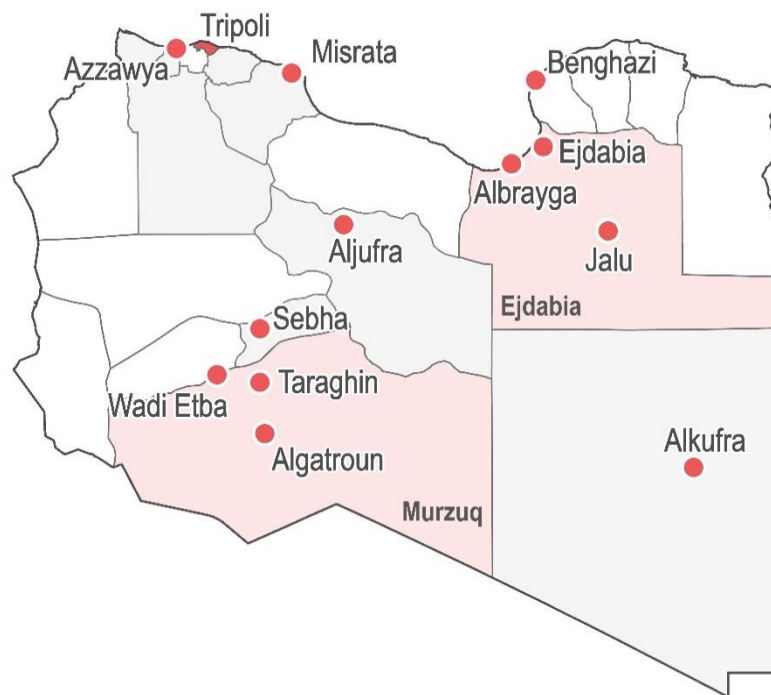 Tripoli
Azzawya
Misrata
Benghazi
Ejdabia
Albrayga
Aljufra
Jalu
Ejdabia
Sebha
Taraghin
Wadi Etba
Algatroun
Alkufra
Murzuq